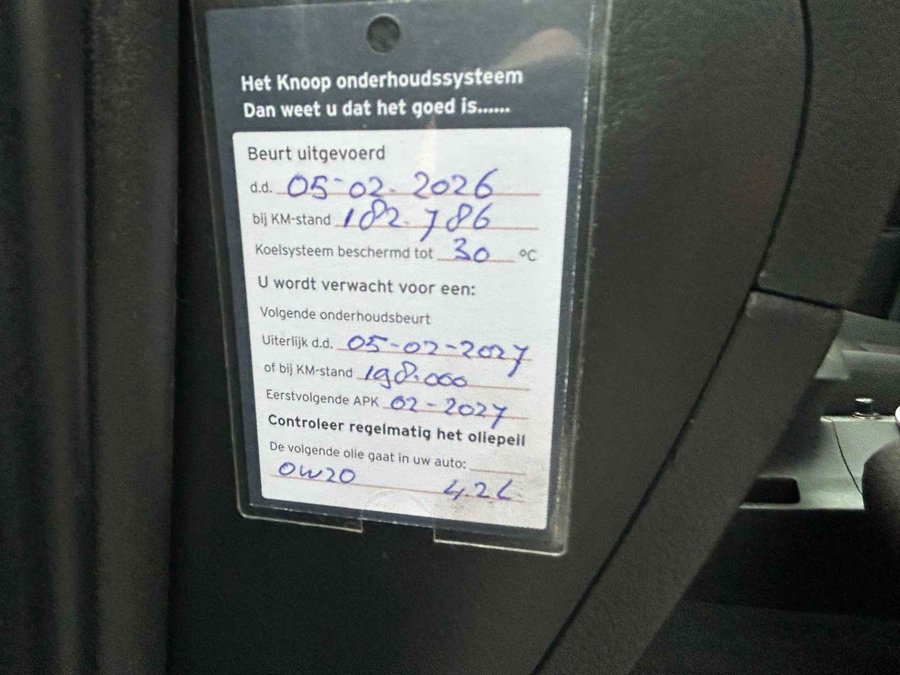 Het Knoop onderhoudssysteem
Dan weet u dat het goed is......
Beurt uitgevoerd
d.d. 05-02-2026
bij KM-stand 182.786
Koelsysteem beschermd tot 30 °C
U wordt verwacht voor een:
Volgende onderhoudsbeurt
Uiterlijk d.d. 05-02-2027
of bij KM-stand 198.000
Eerstvolgende APK 02-2027
Controleer regelmatig het oliepeil
De volgende olie gaat in uw auto:
0W20 4.2L